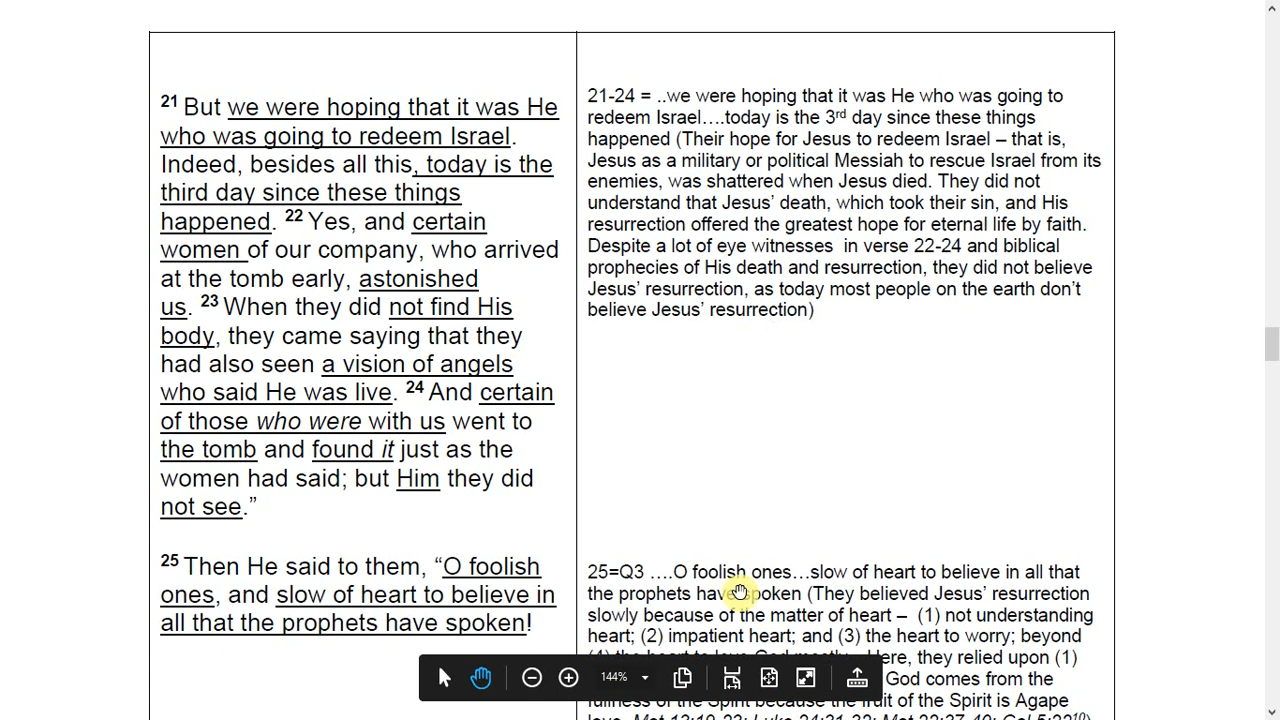 21 But we were hoping that it was He
who was going to redeem Israel.
Indeed, besides all this, today is the
third day since these things
happened. 22 Yes, and certain
women of our company, who arrived
at the tomb early, astonished
us. 23 When they did not find His
body, they came saying that they
had also seen a vision of angels
who said He was live. 24 And certain
of those who were with us went to
the tomb and found it just as the
women had said; but Him they did
not see.”
25 Then He said to them, “O foolish
ones, and slow of heart to believe in
all that the prophets have spoken!
21-24 = ..we were hoping that it was He who was going to
redeem Israel….today is the 3rd day since these things
happened (Their hope for Jesus to redeem Israel – that is,
Jesus as a military or political Messiah to rescue Israel from its
enemies, was shattered when Jesus died. They did not
understand that Jesus’ death, which took their sin, and His
resurrection offered the greatest hope for eternal life by faith.
Despite a lot of eye witnesses in verse 22-24 and biblical
prophecies of His death and resurrection, they did not believe
Jesus’ resurrection, as today most people on the earth don’t
believe Jesus’ resurrection)
25=Q3 ….O foolish ones…slow of heart to believe in all that
the prophets have spoken (They believed Jesus’ resurrection
slowly because of the matter of heart – (1) not understanding
heart; (2) impatient heart; and (3) the heart to worry; beyond
Here, they relied upon (1)
God comes from the
fullness of the Spirit because the fruit of the Spirit is Agape
144%